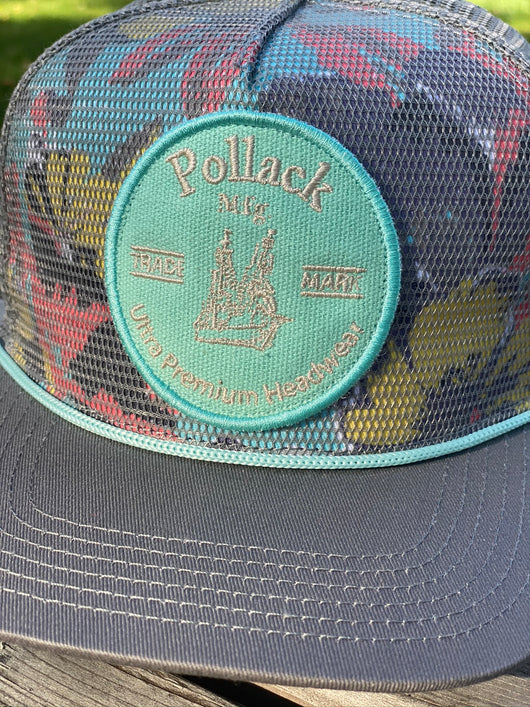 Pollack
Mfg.
TRADE MARK
Ultra Premium Headwear